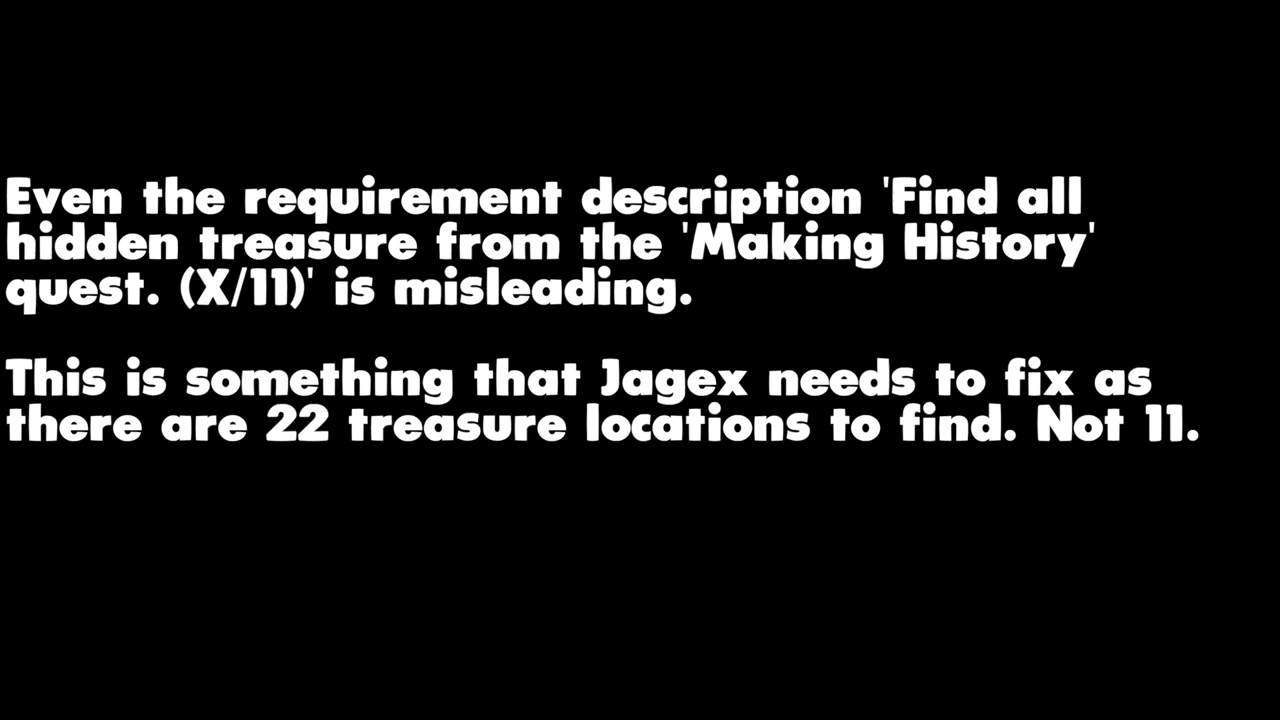 Even the requirement description 'Find all
hidden treasure from the 'Making History'
quest. (X/11)' is misleading.
This is something that Jagex needs to fix as
there are 22 treasure locations to find. Not 11.